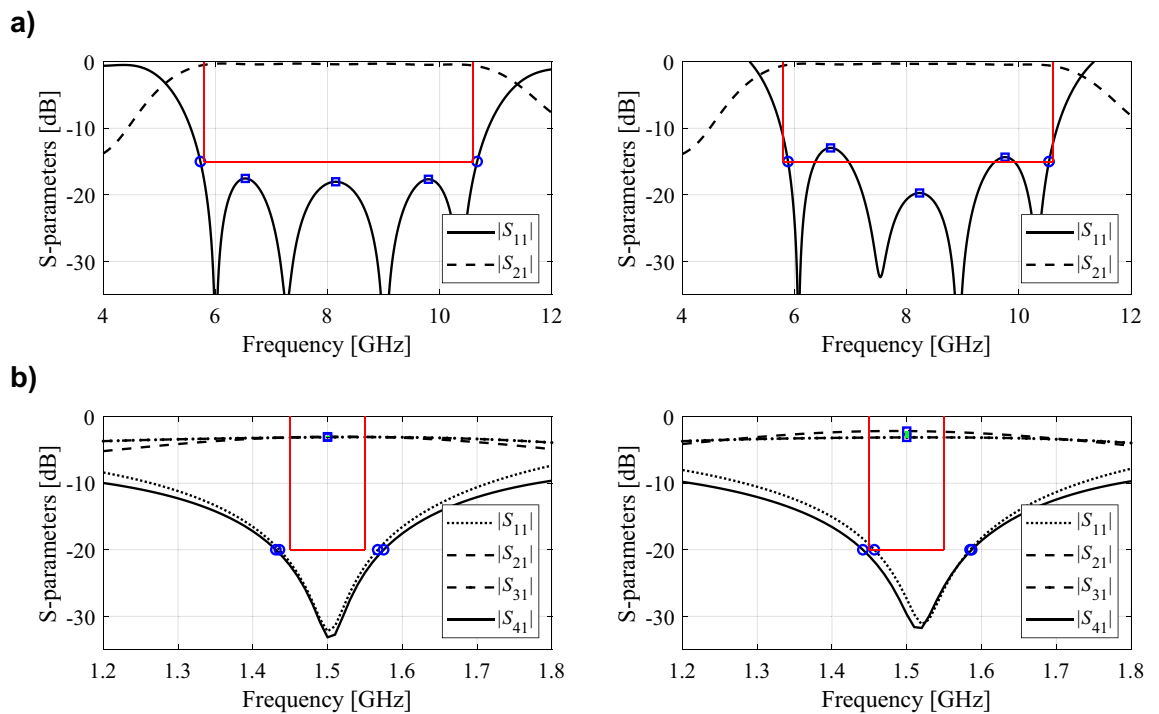 a)
0
-10
-20
-30
S-parameters [dB]
4 6 8 10 12
Frequency [GHz]
|S11|
|S21|
0
-10
-20
-30
S-parameters [dB]
4 6 8 10 12
Frequency [GHz]
|S11|
|S21|
b)
0
-10
-20
-30
S-parameters [dB]
1.2 1.3 1.4 1.5 1.6 1.7 1.8
Frequency [GHz]
|S11|
|S21|
|S31|
|S41|
0
-10
-20
-30
S-parameters [dB]
1.2 1.3 1.4 1.5 1.6 1.7 1.8
Frequency [GHz]
|S11|
|S21|
|S31|
|S41|